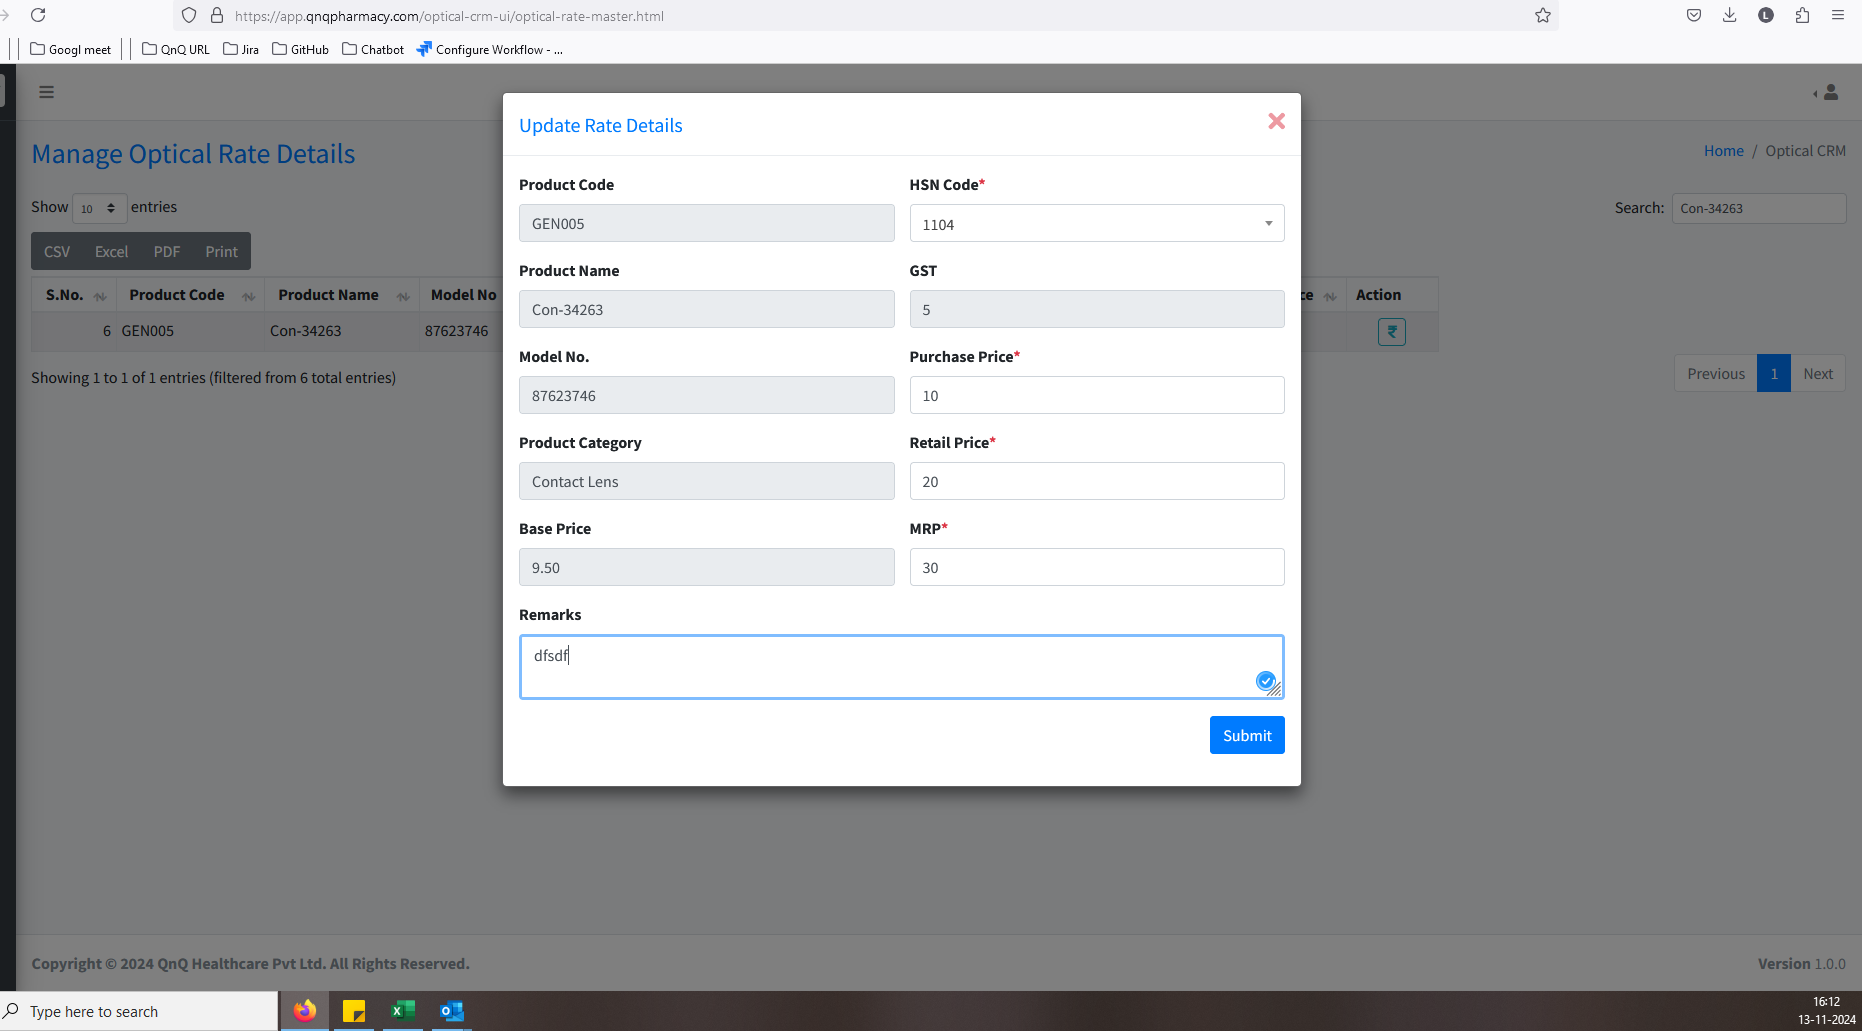 https://app.qnqpharmacy.com/optical-crm-ui/optical-rate-master.html
L
Googl meet
QnQ URL
Jira
GitHub
Chatbot
Configure Workflow - ...
Manage Optical Rate Details
Home / Optical CRM
Show 10 entries
Search: Con-34263
CSV Excel PDF Print
S.No. Product Code Product Name Model No ce Action
6 GEN005 Con-34263 87623746 ₹
Showing 1 to 1 of 1 entries (filtered from 6 total entries)
Previous 1 Next
Update Rate Details
Product Code HSN Code*
GEN005 1104
Product Name GST
Con-34263 5
Model No. Purchase Price*
87623746 10
Product Category Retail Price*
Contact Lens 20
Base Price MRP*
9.50 30
Remarks
dfsdf
Submit
Copyright © 2024 QnQ Healthcare Pvt Ltd. All Rights Reserved.
Version 1.0.0
Type here to search
16:12
13-11-2024